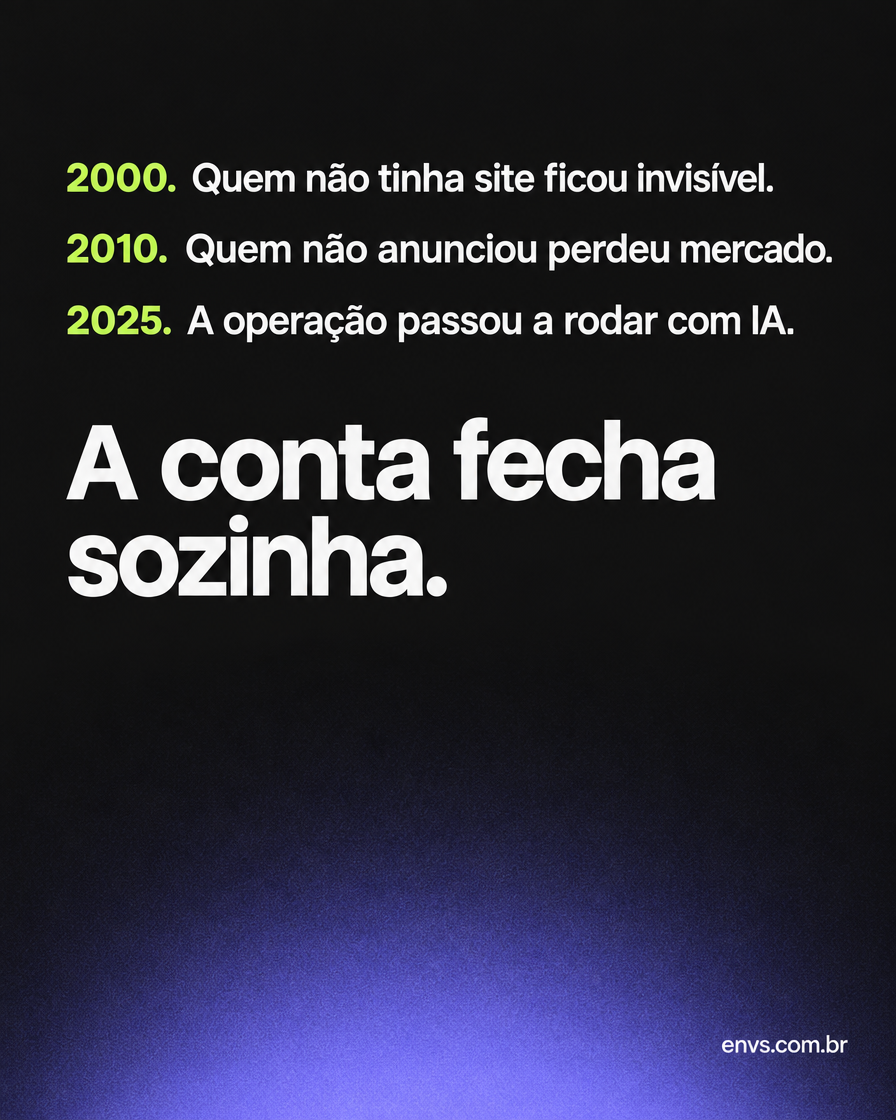 2000. Quem não tinha site ficou invisível.
2010. Quem não anunciou perdeu mercado.
2025. A operação passou a rodar com IA.
A conta fecha
sozinha.
envs.com.br